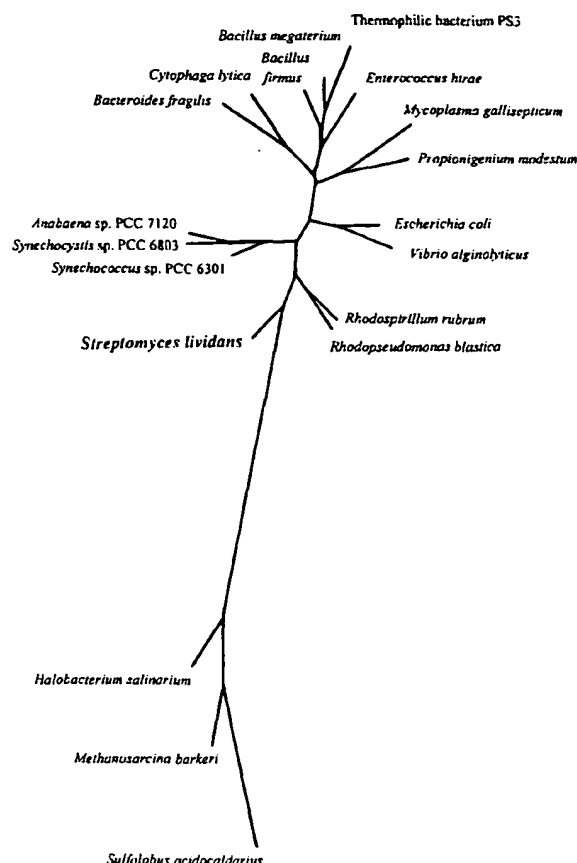 Thermophilic bacterium PS3
Bacillus megaterium
Bacillus
firmus
Cytophaga lytica
Enterococcus hirae
Bacteroides fragilis
Mycoplasma gallisepticum
Propionigenium modestum
Anabaena sp. PCC 7120
Escherichia coli
Synechocystis sp. PCC 6803
Vibrio alginolyticus
Synechococcus sp. PCC 6301
Rhodospirillum rubrum
Streptomyces lividans
Rhodopseudomonas blastica
Halobacterium salinarium
Methanosarcina barkeri
Sulfolobus acidocaldarius